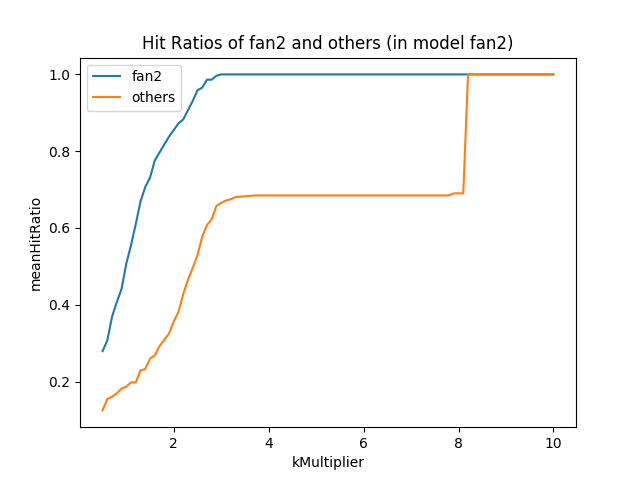 Hit Ratios of fan2 and others (in model fan2)
fan2
others
1.0
0.8
0.6
0.4
0.2
meanHitRatio
2
4
6
8
10
kMultiplier